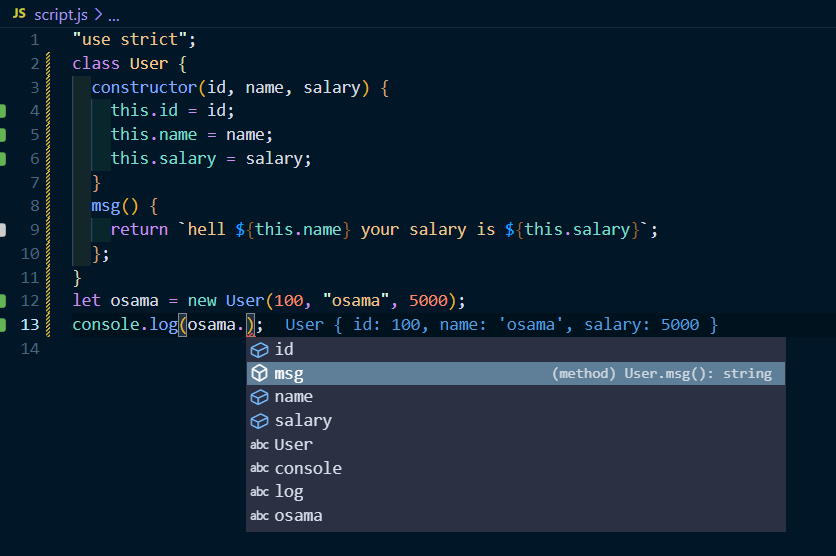 JS script.js > ...
1 "use strict";
2 class User {
3 constructor(id, name, salary) {
4 this.id = id;
5 this.name = name;
6 this.salary = salary;
7 }
8 msg() {
9 return `hell ${this.name} your salary is ${this.salary}`;
10 };
11 }
12 let osama = new User(100, "osama", 5000);
13 console.log(osama.); User { id: 100, name: 'osama', salary: 5000 }
14
id
msg (method) User.msg(): string
name
salary
abc User
abc console
abc log
abc osama